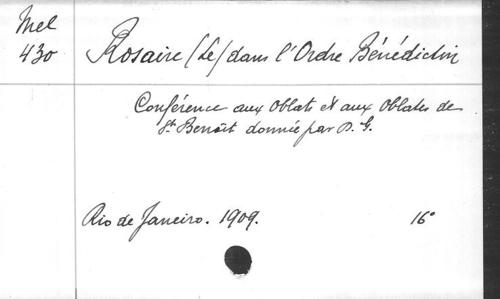 Mel
430
Rosaire (Le) dans l'Ordre Bénédictin
Conférence aux Oblats et aux Oblates de
St. Benoît donnée par D. G.
Rio de Janeiro. 1909. 16°